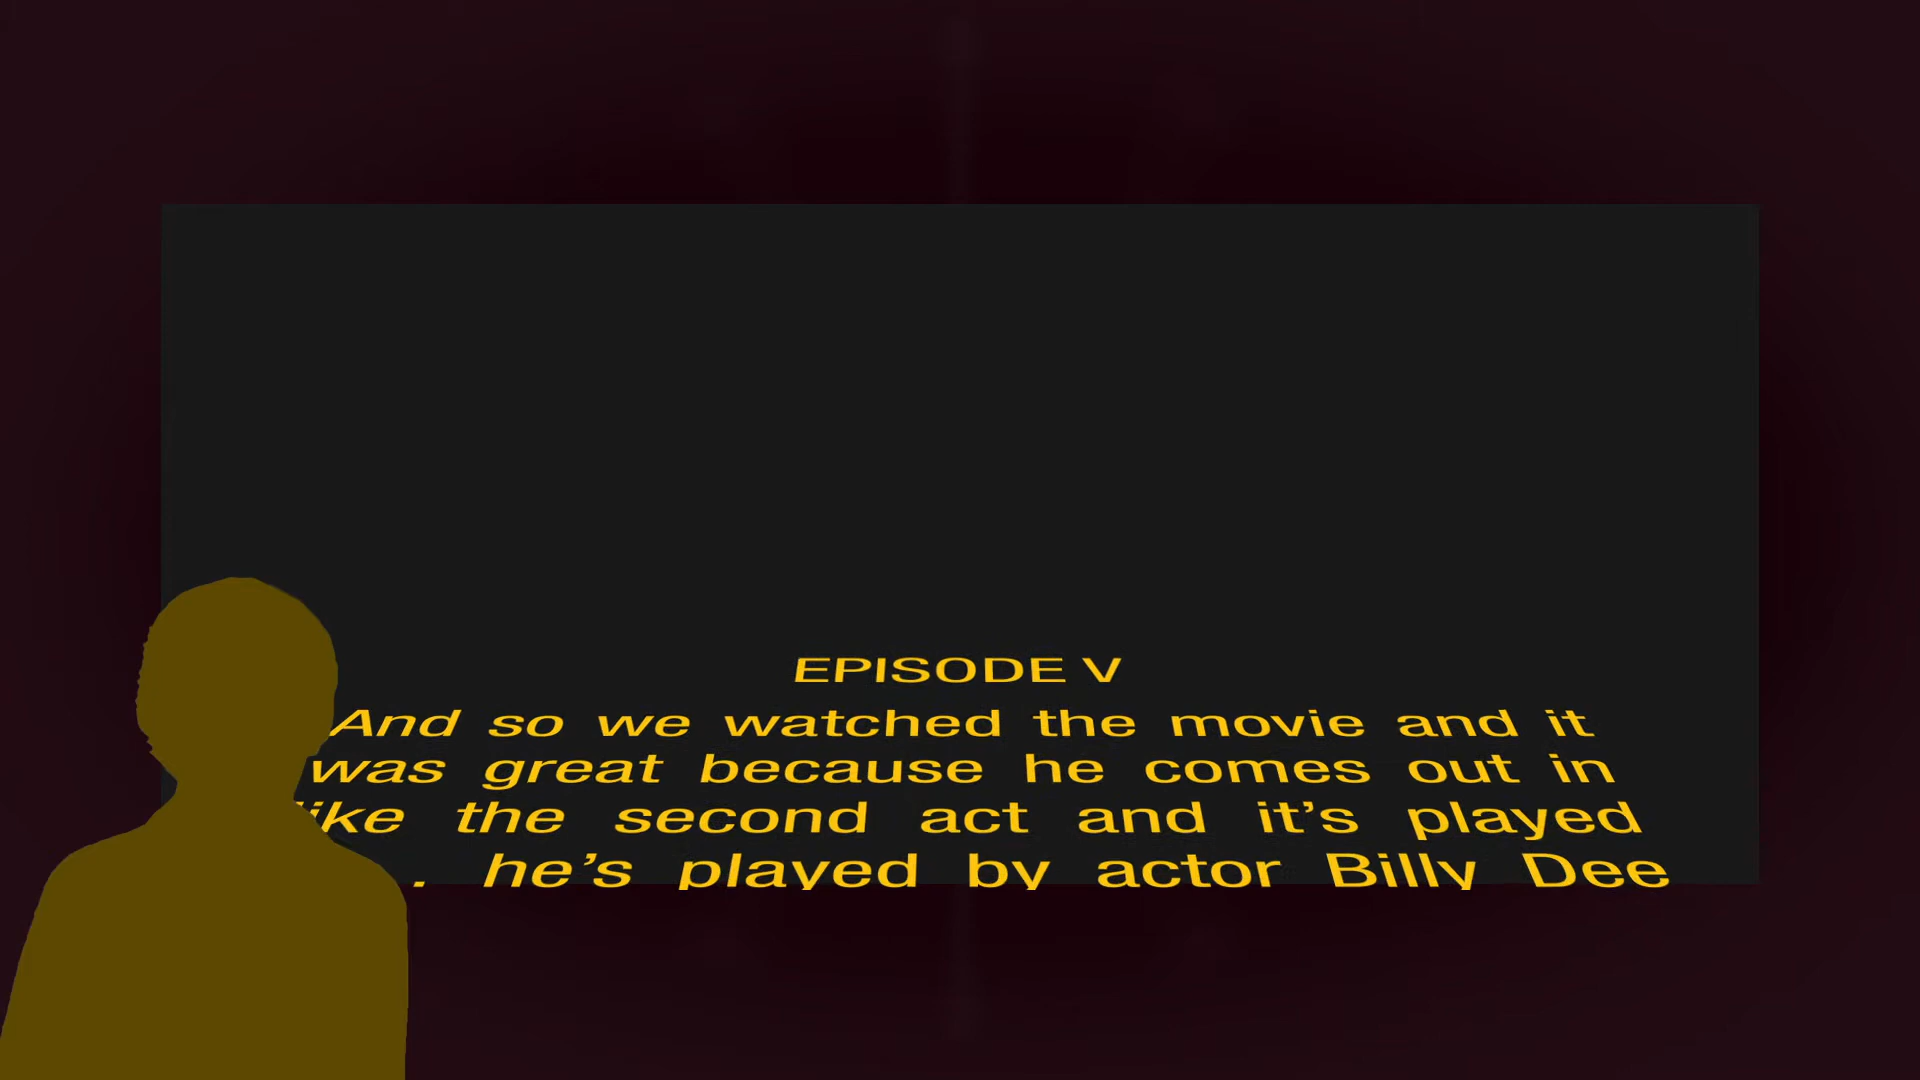 EPISODE V
And so we watched the movie and it
was great because he comes out in
like the second act and it’s played
. he’s played by actor Billy Dee